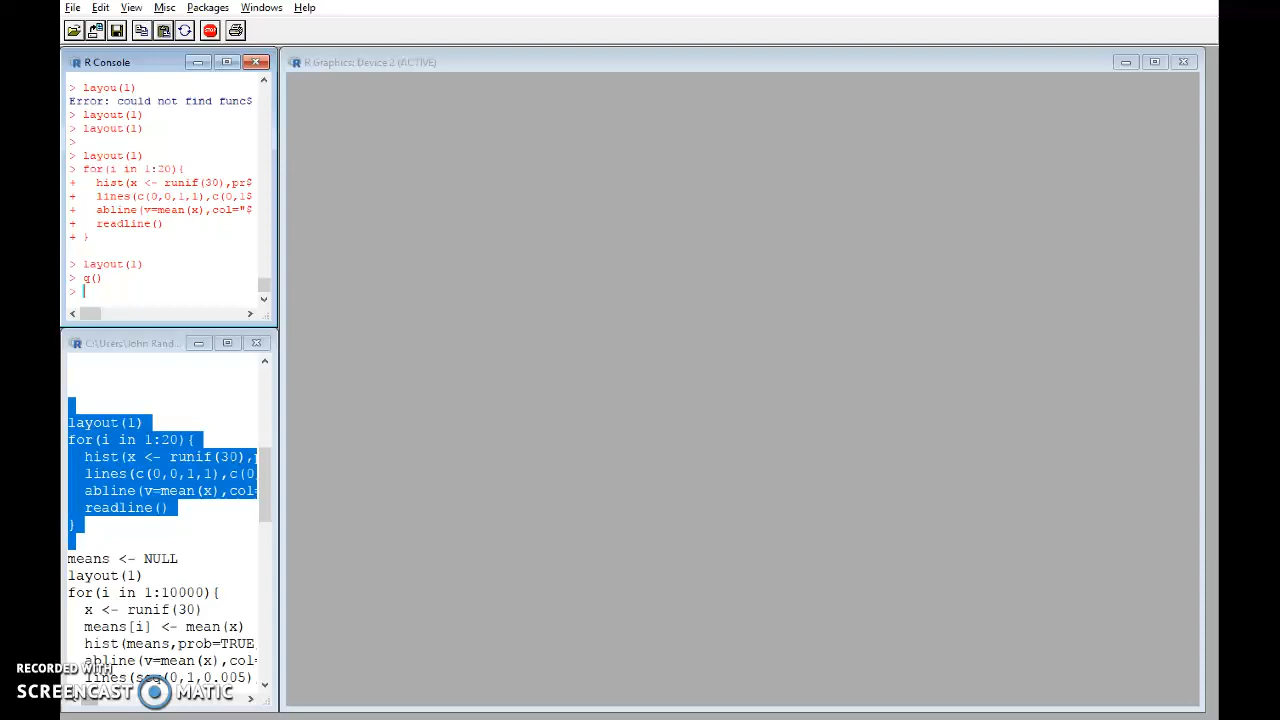 File Edit View Misc Packages Windows Help
R Console
> layou(1)
Error: could not find func$
> layout(1)
> layout(1)
>
> layout(1)
> for(i in 1:20){
+ hist(x <- runif(30),pr$
+ lines(c(0,0,1,1),c(0,1$
+ abline(v=mean(x),col="$
+ readline()
+ }
> layout(1)
> q()
>
R Graphics: Device 2 (ACTIVE)
C:\Users\John Rand...
layout(1)
for(i in 1:20){
hist(x <- runif(30),p
lines(c(0,0,1,1),c(0,
abline(v=mean(x),col=
readline()
}
means <- NULL
layout(1)
for(i in 1:10000){
x <- runif(30)
means[i] <- mean(x)
hist(means,prob=TRUE,
abline(v=mean(x),col=
lines(seq(0,1,0.005)
RECORDED WITH
SCREENCAST MATIC